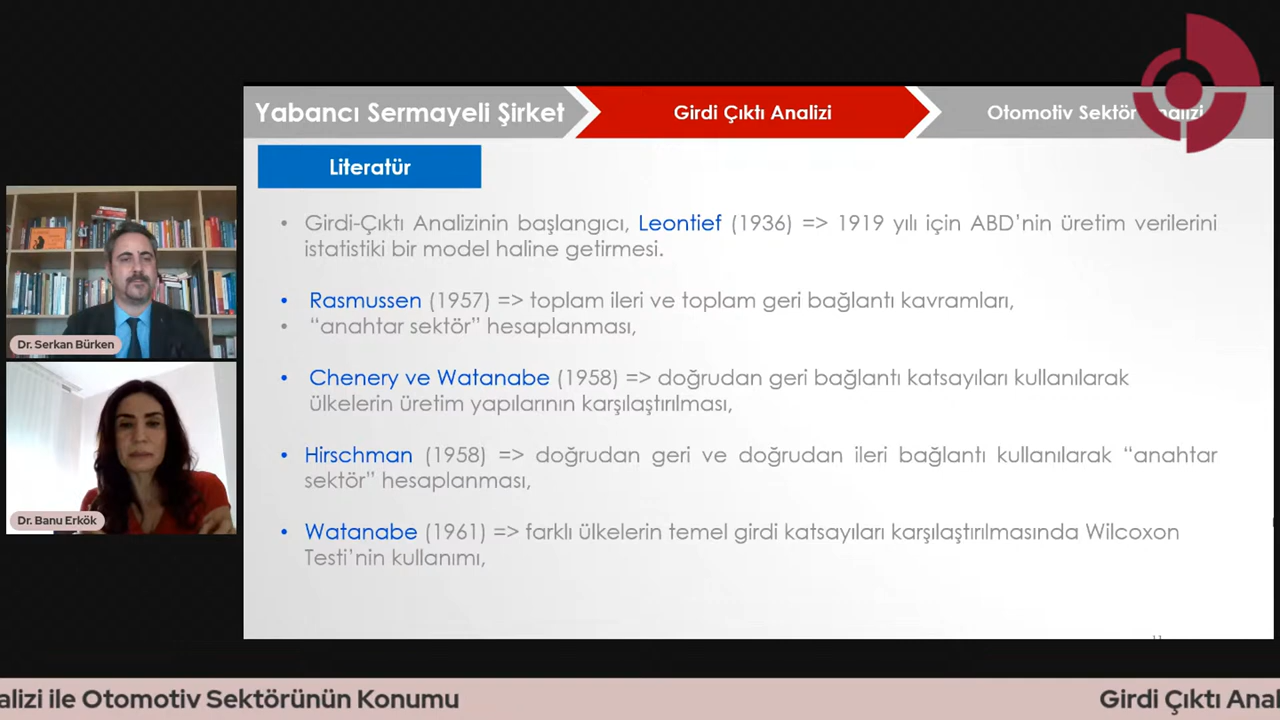 Yabancı Sermayeli Şirket
Girdi Çıktı Analizi
Otomotiv Sektör
Literatür
• Girdi-Çıktı Analizinin başlangıcı, Leontief (1936) => 1919 yılı için ABD’nin üretim verilerini
istatistiki bir model haline getirmesi.
• Rasmussen (1957) => toplam ileri ve toplam geri bağlantı kavramları,
• “anahtar sektör” hesaplanması,
• Chenery ve Watanabe (1958) => doğrudan geri bağlantı katsayıları kullanılarak
ülkelerin üretim yapılarının karşılaştırılması,
• Hirschman (1958) => doğrudan geri ve doğrudan ileri bağlantı kullanılarak “anahtar
sektör” hesaplanması,
• Watanabe (1961) => farklı ülkelerin temel girdi katsayıları karşılaştırılmasında Wilcoxon
Testi’nin kullanımı,
Dr. Serkan Bürken
Dr. Banu Erkök
alizi ile Otomotiv Sektörünün Konumu
Girdi Çıktı Anal